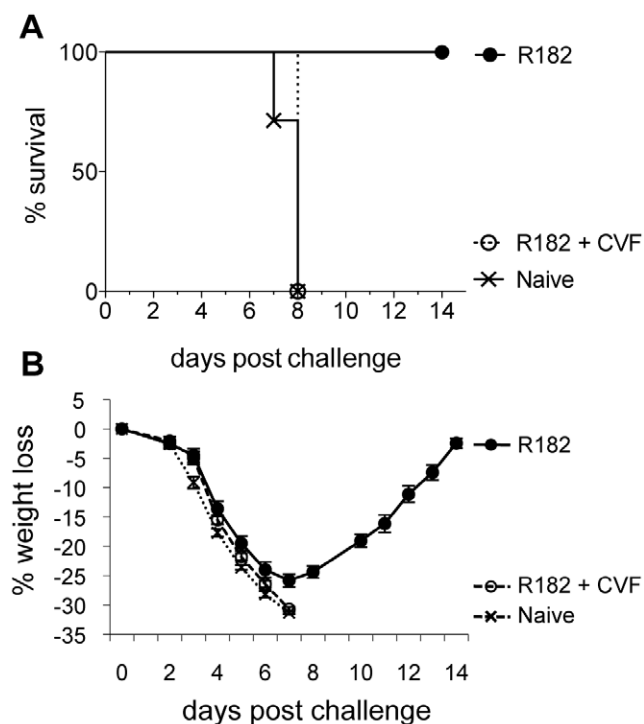 A
% survival
100
50
0
0 2 4 6 8 10 12 14
days post challenge
R182
R182 + CVF
Naive
B
% weight loss
5
0
-5
-10
-15
-20
-25
-30
-35
0 2 4 6 8 10 12 14
days post challenge
R182
R182 + CVF
Naive